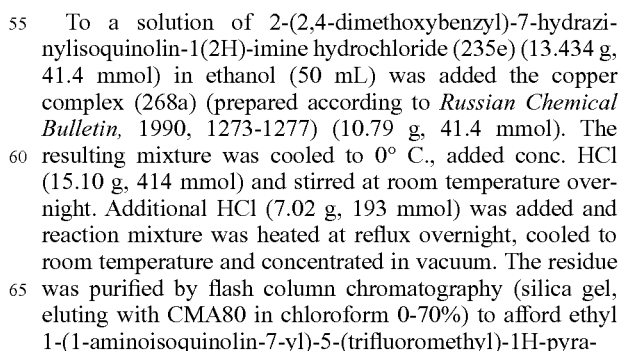 55 To a solution of 2-(2,4-dimethoxybenzyl)-7-hydrazi-
nylisoquinolin-1(2H)-imine hydrochloride (235e) (13.434 g,
41.4 mmol) in ethanol (50 mL) was added the copper
complex (268a) (prepared according to Russian Chemical
Bulletin, 1990, 1273-1277) (10.79 g, 41.4 mmol). The
60 resulting mixture was cooled to 0° C., added conc. HCl
(15.10 g, 414 mmol) and stirred at room temperature over-
night. Additional HCl (7.02 g, 193 mmol) was added and
reaction mixture was heated at reflux overnight, cooled to
room temperature and concentrated in vacuum. The residue
65 was purified by flash column chromatography (silica gel,
eluting with CMA80 in chloroform 0-70%) to afford ethyl
1-(1-aminoisoquinolin-7-yl)-5-(trifluoromethyl)-1H-pyra-